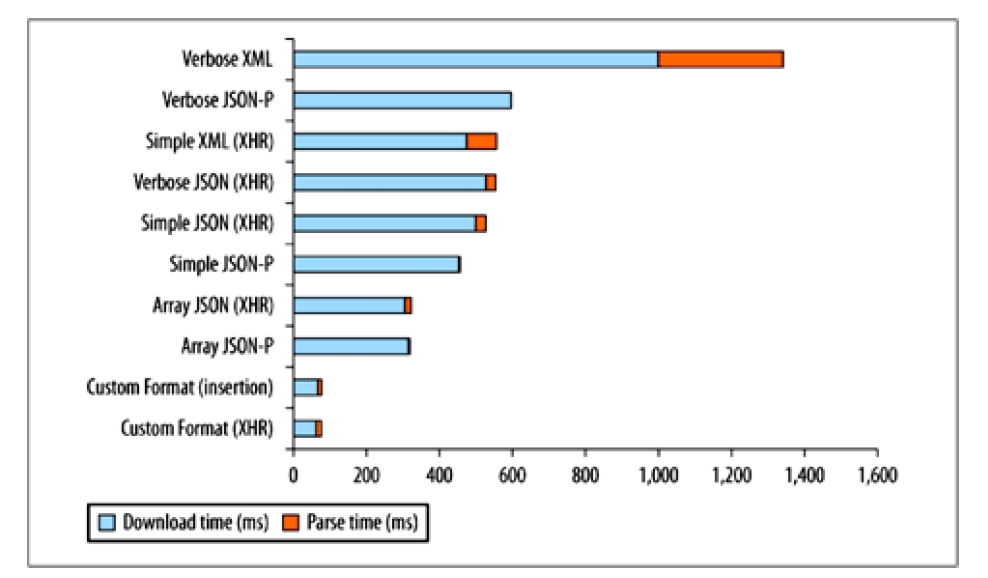 Verbose XML
Verbose JSON-P
Simple XML (XHR)
Verbose JSON (XHR)
Simple JSON (XHR)
Simple JSON-P
Array JSON (XHR)
Array JSON-P
Custom Format (insertion)
Custom Format (XHR)
0 200 400 600 800 1,000 1,200 1,400 1,600
Download time (ms) Parse time (ms)